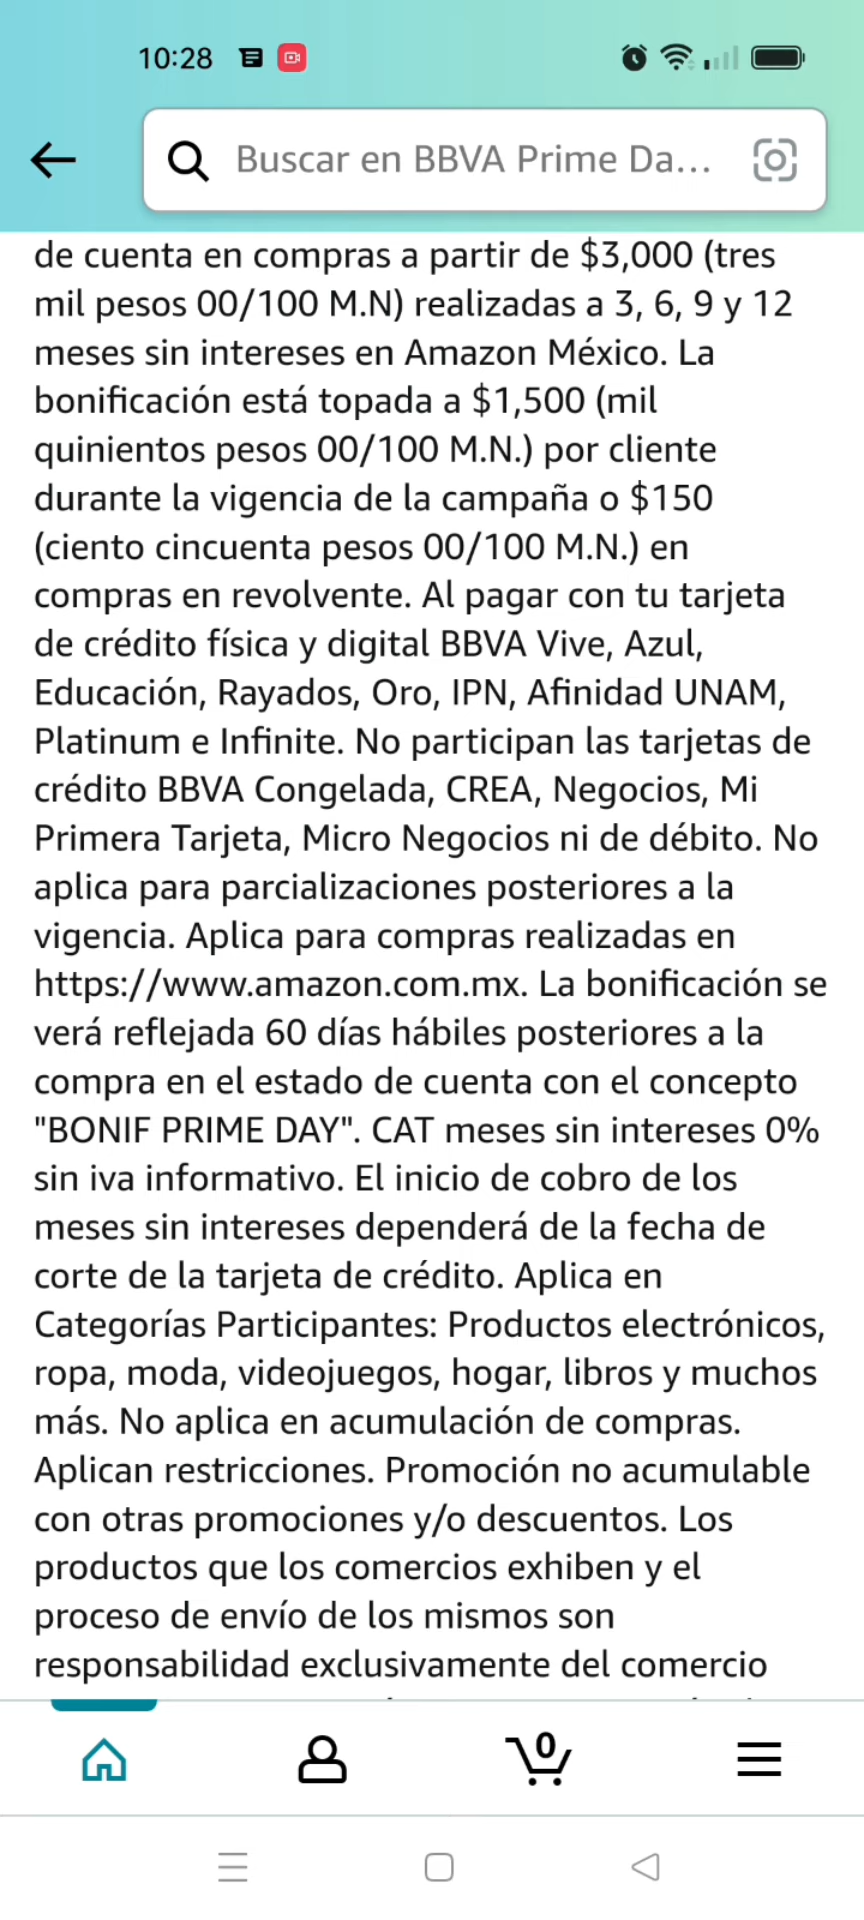 10:28
Buscar en BBVA Prime Da...
de cuenta en compras a partir de $3,000 (tres
mil pesos 00/100 M.N) realizadas a 3, 6, 9 y 12
meses sin intereses en Amazon México. La
bonificación está topada a $1,500 (mil
quinientos pesos 00/100 M.N.) por cliente
durante la vigencia de la campaña o $150
(ciento cincuenta pesos 00/100 M.N.) en
compras en revolvente. Al pagar con tu tarjeta
de crédito física y digital BBVA Vive, Azul,
Educación, Rayados, Oro, IPN, Afinidad UNAM,
Platinum e Infinite. No participan las tarjetas de
crédito BBVA Congelada, CREA, Negocios, Mi
Primera Tarjeta, Micro Negocios ni de débito. No
aplica para parcializaciones posteriores a la
vigencia. Aplica para compras realizadas en
https://www.amazon.com.mx. La bonificación se
verá reflejada 60 días hábiles posteriores a la
compra en el estado de cuenta con el concepto
"BONIF PRIME DAY". CAT meses sin intereses 0%
sin iva informativo. El inicio de cobro de los
meses sin intereses dependerá de la fecha de
corte de la tarjeta de crédito. Aplica en
Categorías Participantes: Productos electrónicos,
ropa, moda, videojuegos, hogar, libros y muchos
más. No aplica en acumulación de compras.
Aplican restricciones. Promoción no acumulable
con otras promociones y/o descuentos. Los
productos que los comercios exhiben y el
proceso de envío de los mismos son
responsabilidad exclusivamente del comercio
0